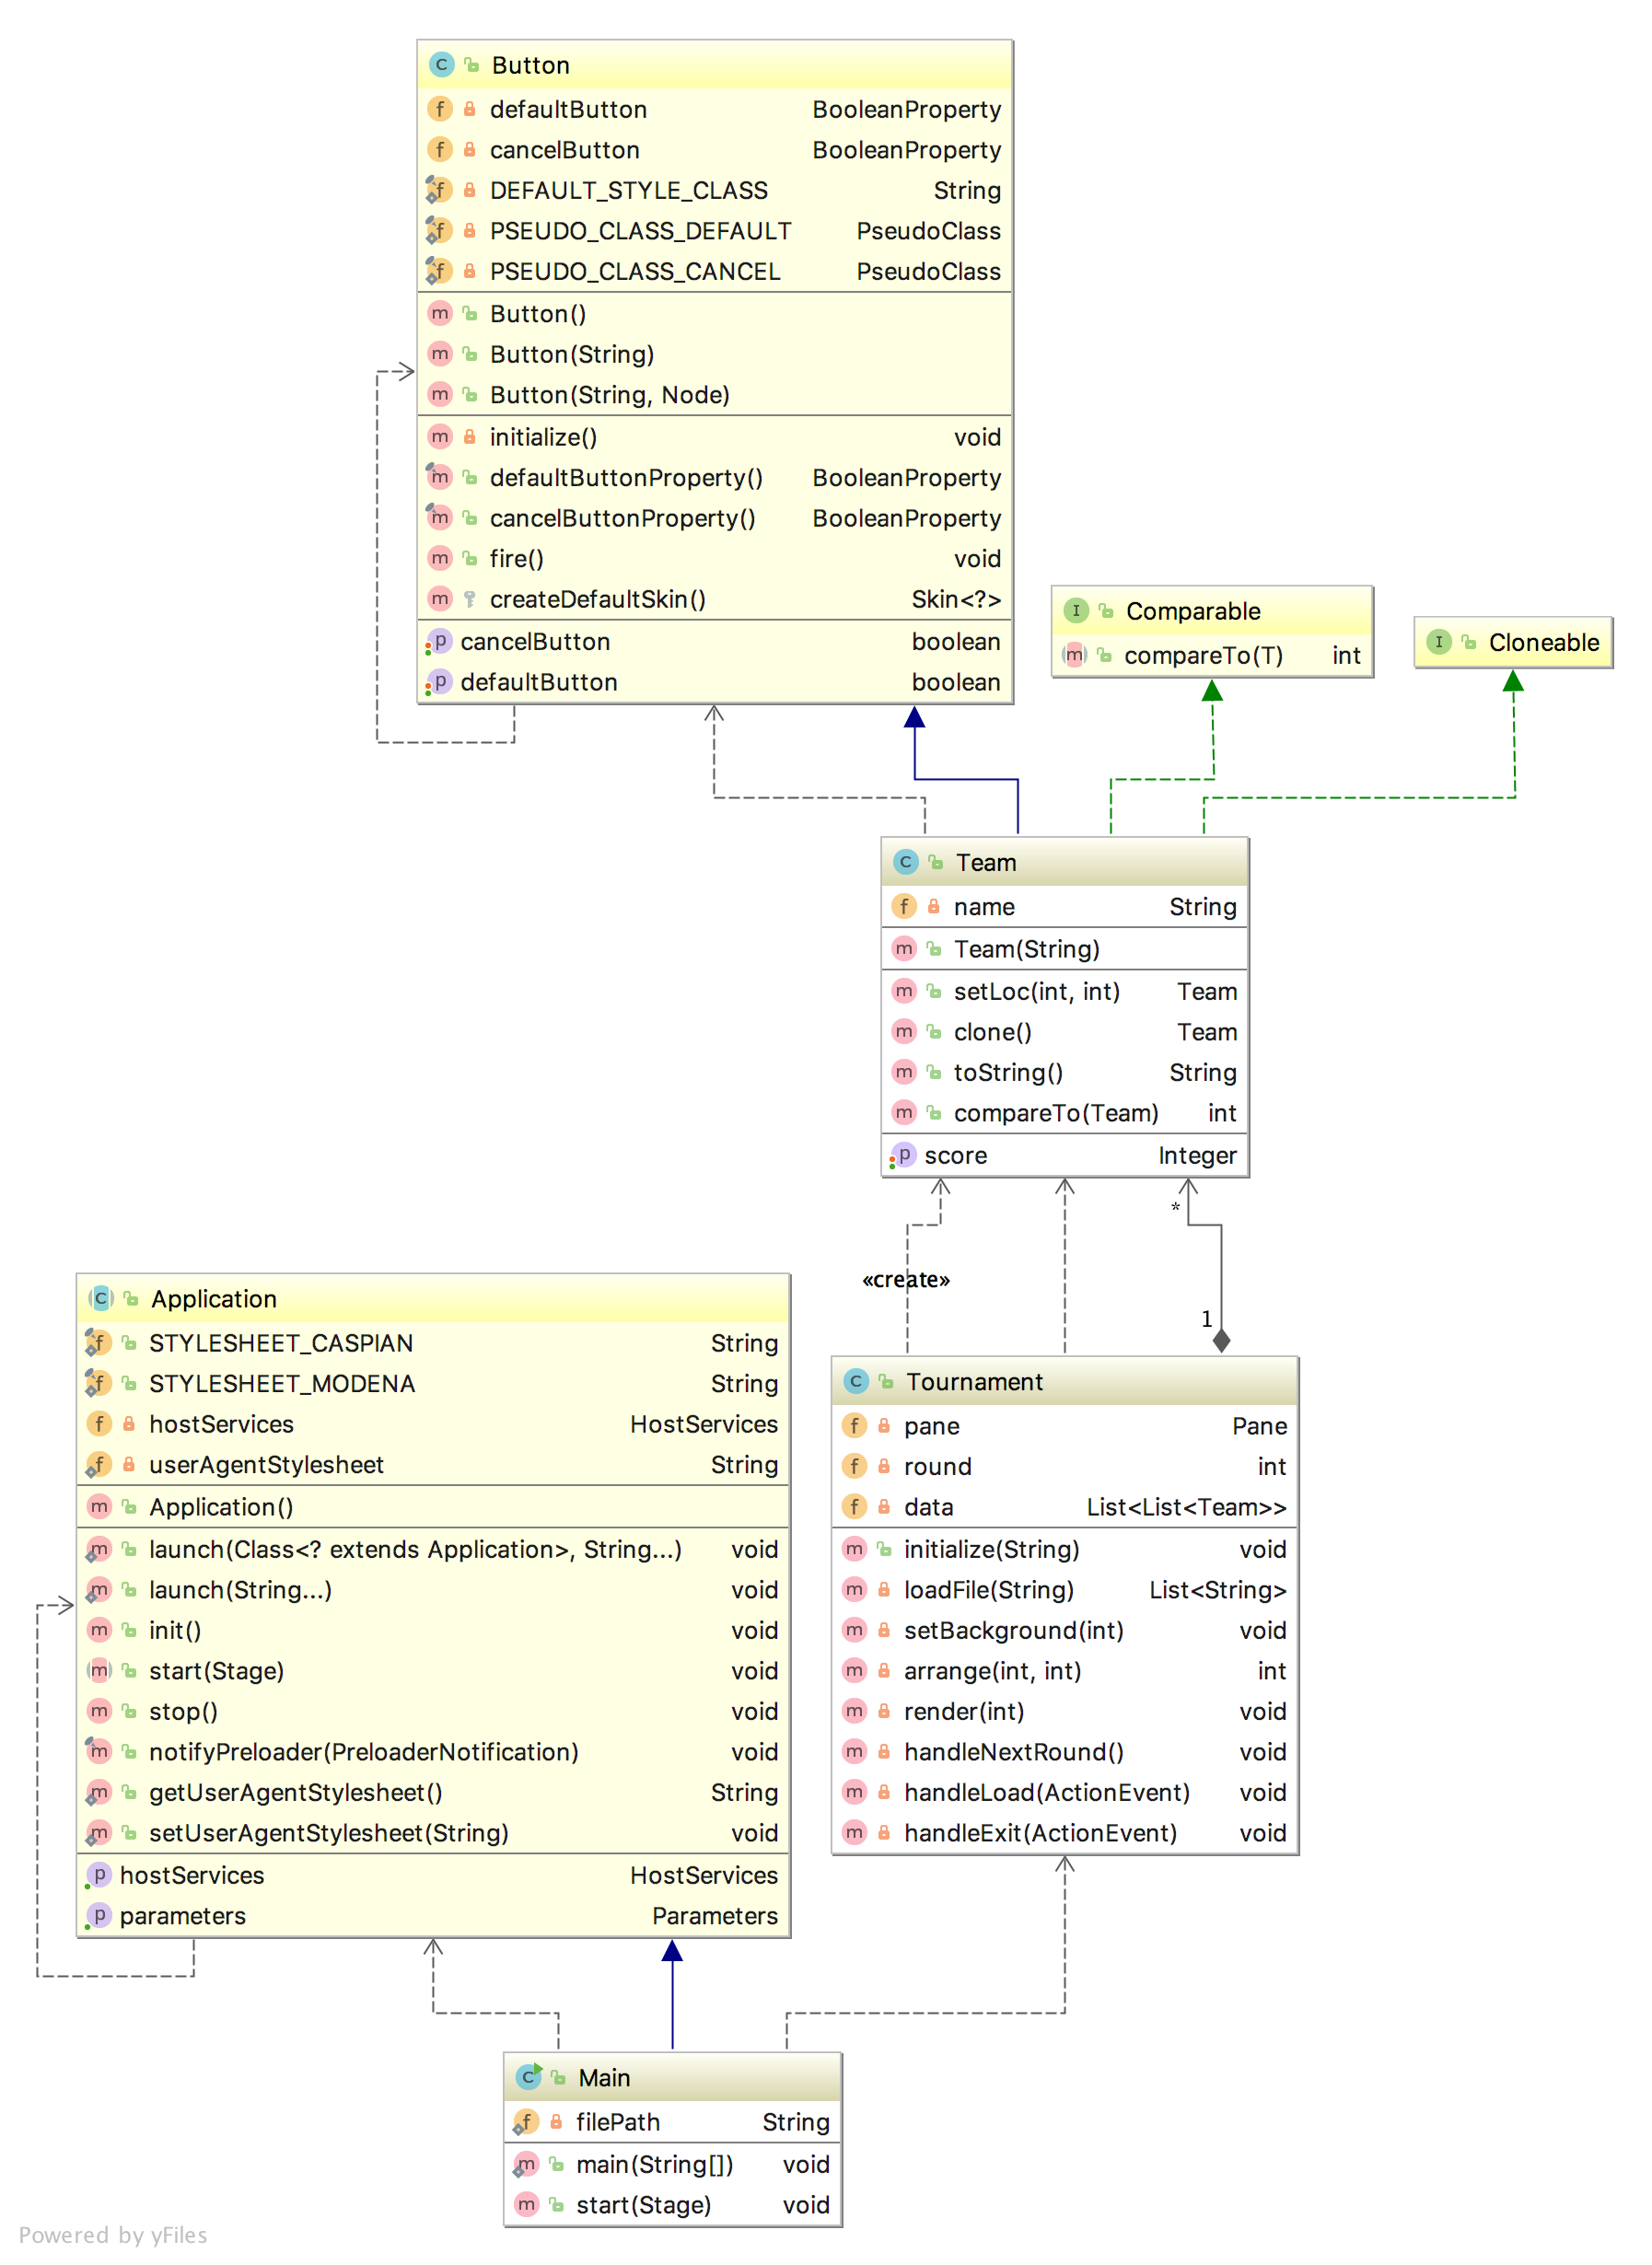 Button
defaultButton BooleanProperty
cancelButton BooleanProperty
DEFAULT_STYLE_CLASS String
PSEUDO_CLASS_DEFAULT PseudoClass
PSEUDO_CLASS_CANCEL PseudoClass
Button()
Button(String)
Button(String, Node)
initialize() void
defaultButtonProperty() BooleanProperty
cancelButtonProperty() BooleanProperty
fire() void
createDefaultSkin() Skin<?>
cancelButton boolean
defaultButton boolean
Comparable
compareTo(T) int
Cloneable
Team
name String
Team(String)
setLoc(int, int) Team
clone() Team
toString() String
compareTo(Team) int
score Integer
*
«create»
1
Application
STYLESHEET_CASPIAN String
STYLESHEET_MODENA String
hostServices HostServices
userAgentStylesheet String
Application()
launch(Class<? extends Application>, String...) void
launch(String...) void
init() void
start(Stage) void
stop() void
notifyPreloader(PreloaderNotification) void
getUserAgentStylesheet() String
setUserAgentStylesheet(String) void
hostServices HostServices
parameters Parameters
Tournament
pane Pane
round int
data List<List<Team>>
initialize(String) void
loadFile(String) List<String>
setBackground(int) void
arrange(int, int) int
render(int) void
handleNextRound() void
handleLoad(ActionEvent) void
handleExit(ActionEvent) void
Main
filePath String
main(String[]) void
start(Stage) void
Powered by yFiles